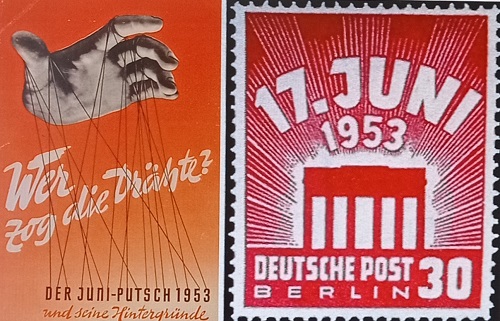 Wer
zog die Drähte?
DER JUNI-PUTSCH 1953
und seine Hintergründe
17. JUNI
1953
DEUTSCHE POST 30
BERLIN